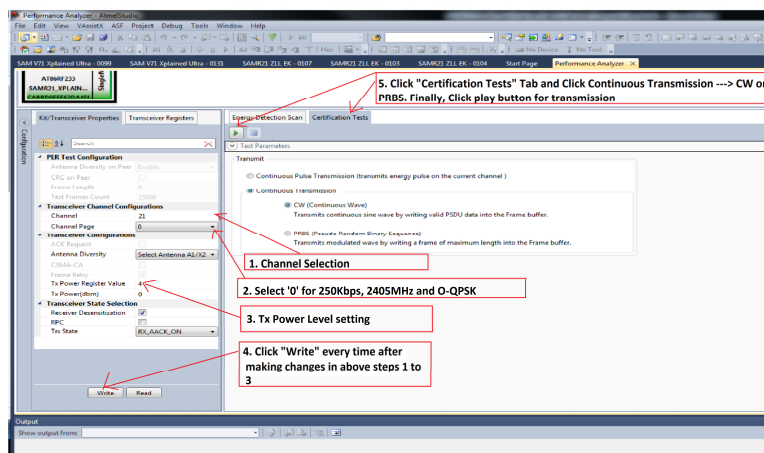 Performance Analyzer - AtmelStudio
File Edit View VAssistX ASF Project Debug Tools Window Help
Hex
No Device No Tool
SAM V71 Xplained Ultra - 0099 SAM V71 Xplained Ultra - 0131 SAMR21 ZLL EK - 0107 SAMR21 ZLL EK - 0103 SAMR21 ZLL EK - 0104 Start Page Performance Analyzer
AT86RF233
SAMR21_XPLAIN...
5. Click "Certification Tests" Tab and Click Continuous Transmission ---> CW or
PRBS. Finally, Click play button for transmission
Configuration
Kit/Transceiver Properties Transceiver Registers
Energy Detection Scan Certification Tests
Search
Test Parameters
PER Test Configuration
Antenna Diversity on Peer Enable
CRC on Peer
Frame Length
Test Frames Count
Transceiver Channel Configurations
Channel 21
Channel Page 0
Transceiver Configurations
ACK Request
Antenna Diversity Select Antenna A1/X2
CSMA-CA
Frame Retry
Tx Power Register Value 4
Tx Power(dbm) 0
Transceiver State Selection
Receiver Desensitization
RPC
Trx State RX_AACK_ON
Write Read
Transmit
Continuous Pulse Transmission (transmits energy pulse on the current channel )
Continuous Transmission
CW (Continuous Wave)
Transmits continuous sine wave by writing valid PSDU data into the Frame buffer.
PRBS (Pseudo Random Binary Sequence)
Transmits modulated wave by writing a frame of maximum length into the Frame buffer.
1. Channel Selection
2. Select '0' for 250Kbps, 2405MHz and O-QPSK
3. Tx Power Level setting
4. Click "Write" every time after
making changes in above steps 1 to
3
Output
Show output from: